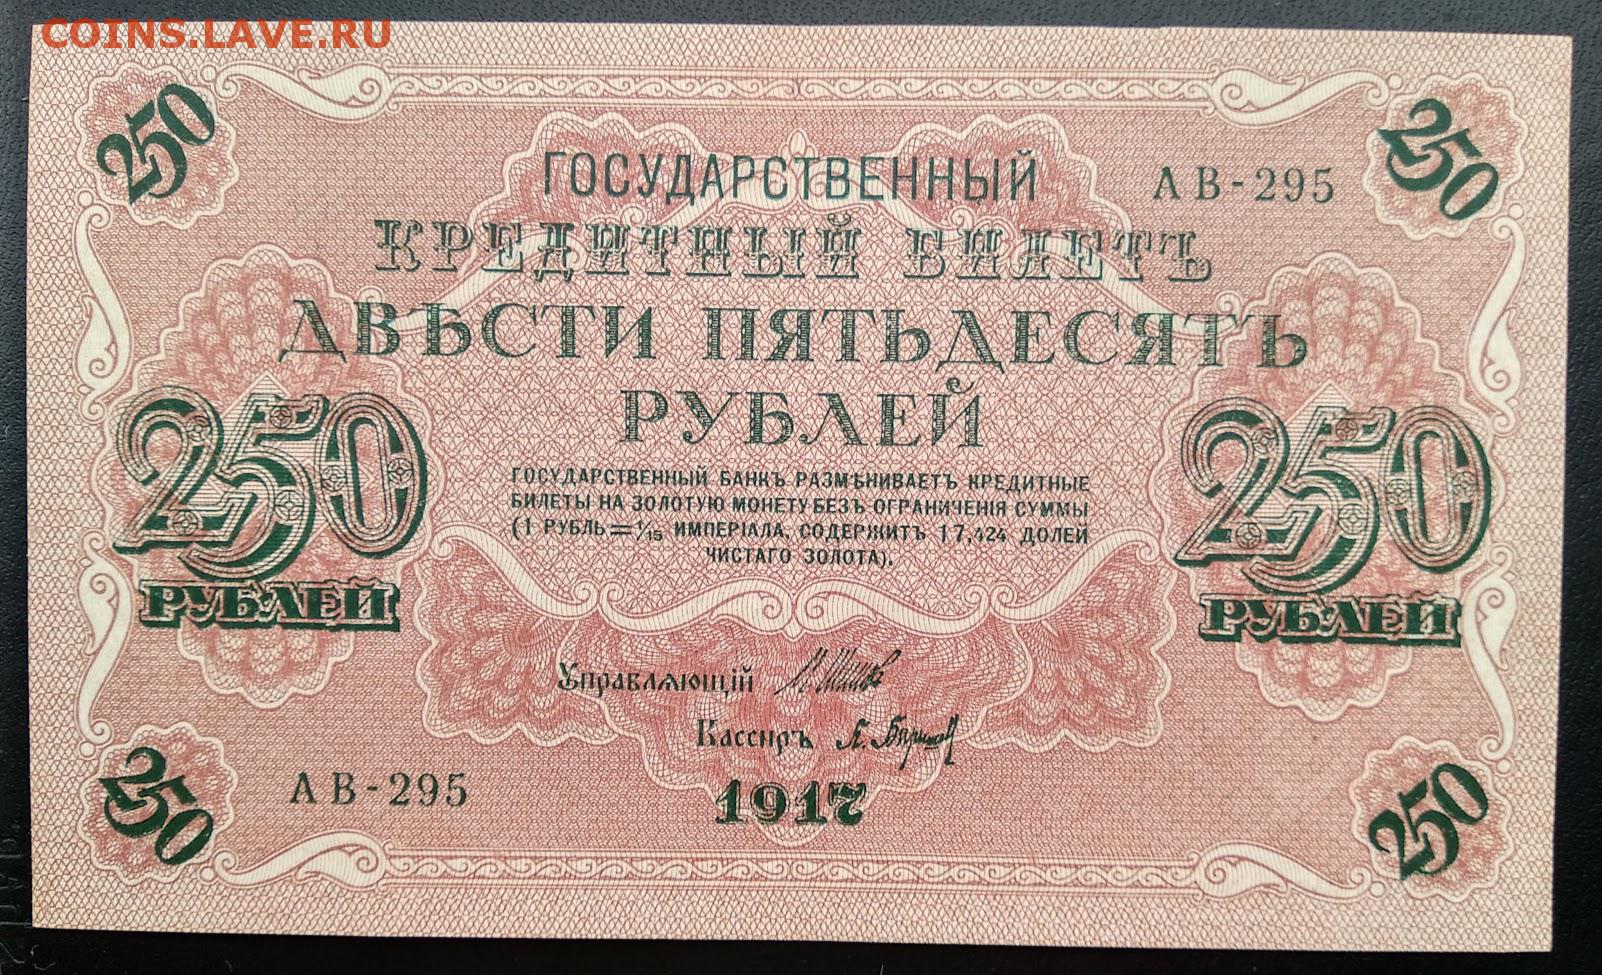 COINS.LAVE.RU
250 250
ГОСУДАРСТВЕННЫЙ АВ-295
КРЕДИТНЫЙ БИЛЕТЪ
ДВѢСТИ ПЯТЬДЕСЯТЪ
РУБЛЕЙ
250 РУБЛЕЙ
ГОСУДАРСТВЕННЫЙ БАНКЪ РАЗМѢНИВАЕТЪ КРЕДИТНЫЕ
БИЛЕТЫ НА ЗОЛОТУЮ МОНЕТУ БЕЗЪ ОГРАНИЧЕНІЯ СУММЫ
(1 РУБЛЬ=1/15 ИМПЕРІАЛА, СОДЕРЖИТЪ 17,424 ДОЛЕЙ
ЧИСТАГО ЗОЛОТА).
250 РУБЛЕЙ
Управляющій И. Шипов
Кассиръ
АВ-295
1917
250 250